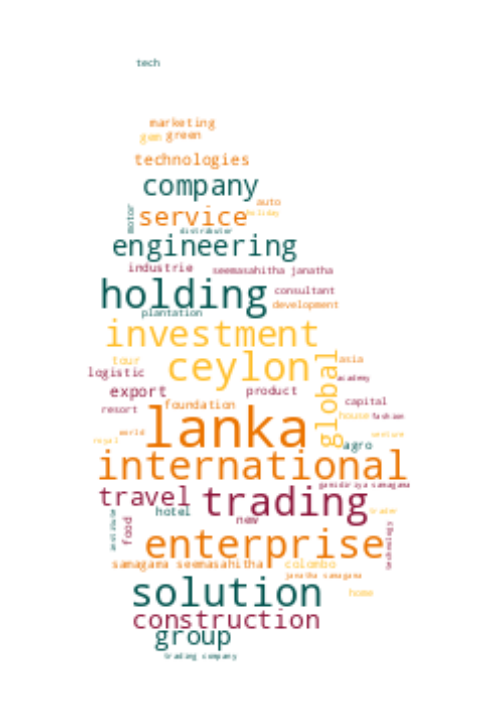 tech
marketing
gem green
technologies
company
auto
motor
service holiday
distributor
engineering
industrie seemasahitha janatha
holding consultant
development
plantation
investment
tour ceylon asia
global
logistic academy
export product
resort foundation capital
house fashion
lanka
world venture
royal agro
international
ganidiriya samagama
travel trading
hotel trader
institute food new
technology
enterprise
samagama seemasahitha colombo
janatha samagama
solution home
construction
group
trading company